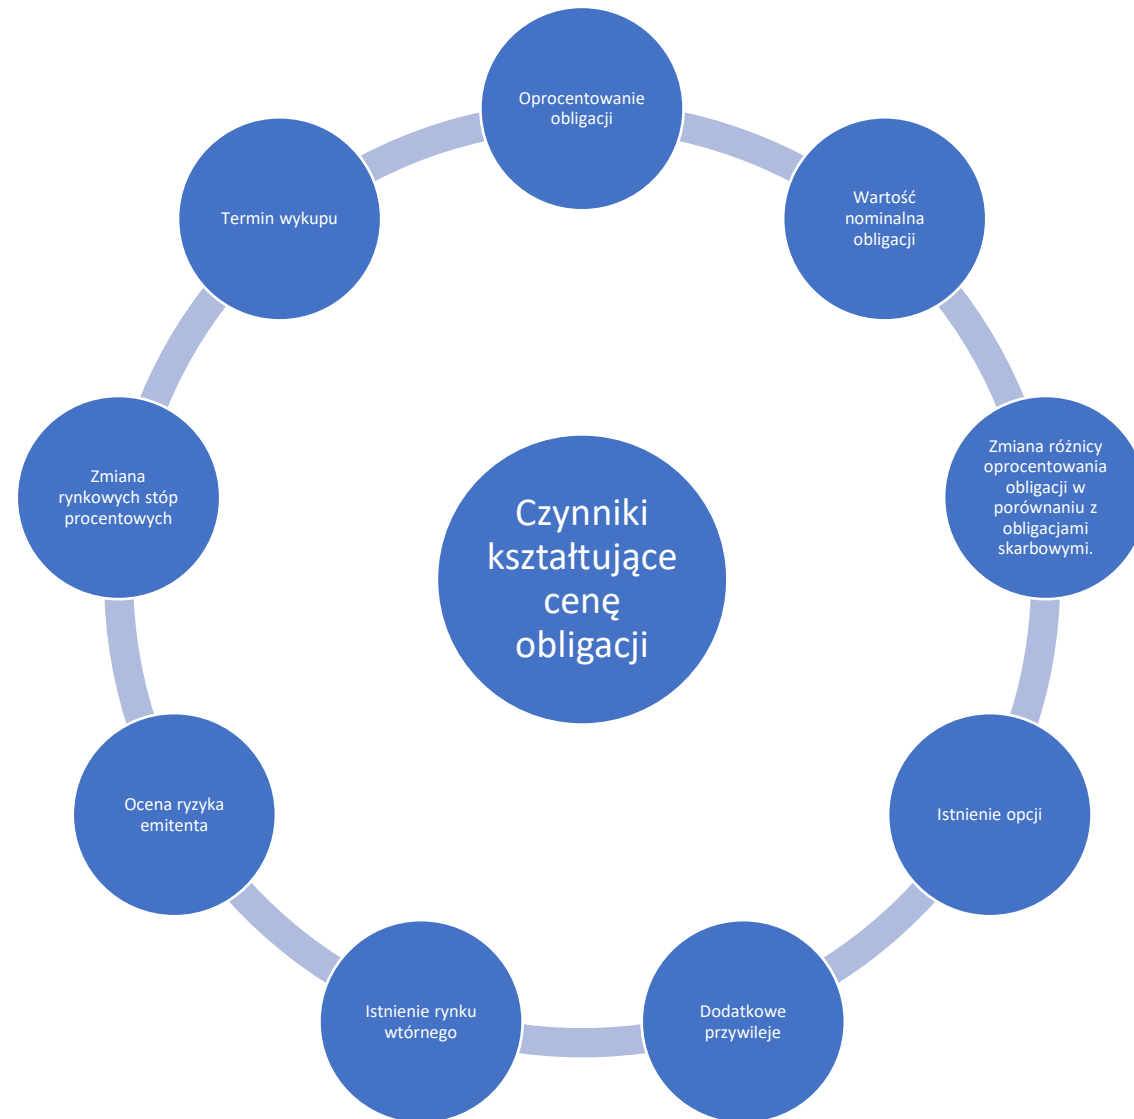 Oprocentowanie
obligacji
Wartość
nominalna
obligacji
Zmiana różnicy
oprocentowania
obligacji w
porównaniu z
obligacjami
skarbowymi.
Istnienie opcji
Dodatkowe
przywileje
Istnienie rynku
wtórnego
Ocena ryzyka
emitenta
Zmiana
rynkowych stóp
procentowych
Termin wykupu
Czynniki
kształtujące
cenę
obligacji